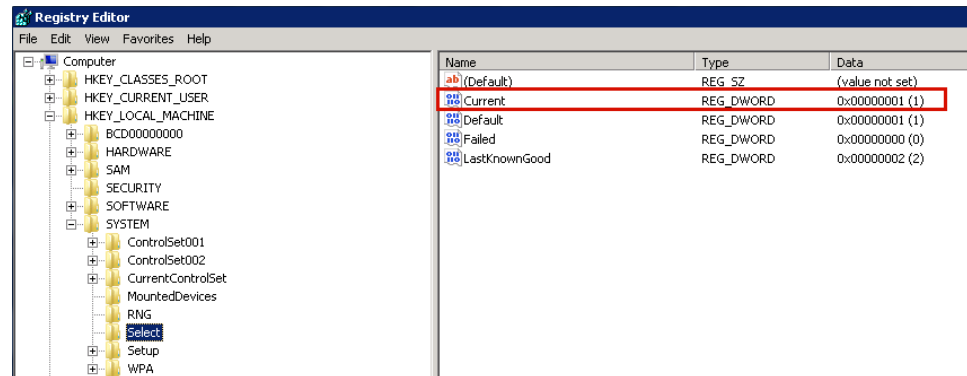 Registry Editor
File Edit View Favorites Help
Computer
HKEY_CLASSES_ROOT
HKEY_CURRENT_USER
HKEY_LOCAL_MACHINE
BCD00000000
HARDWARE
SAM
SECURITY
SOFTWARE
SYSTEM
ControlSet001
ControlSet002
CurrentControlSet
MountedDevices
RNG
Select
Setup
WPA
Name Type Data
(Default) REG_SZ (value not set)
Current REG_DWORD 0x00000001 (1)
Default REG_DWORD 0x00000001 (1)
Failed REG_DWORD 0x00000000 (0)
LastKnownGood REG_DWORD 0x00000002 (2)